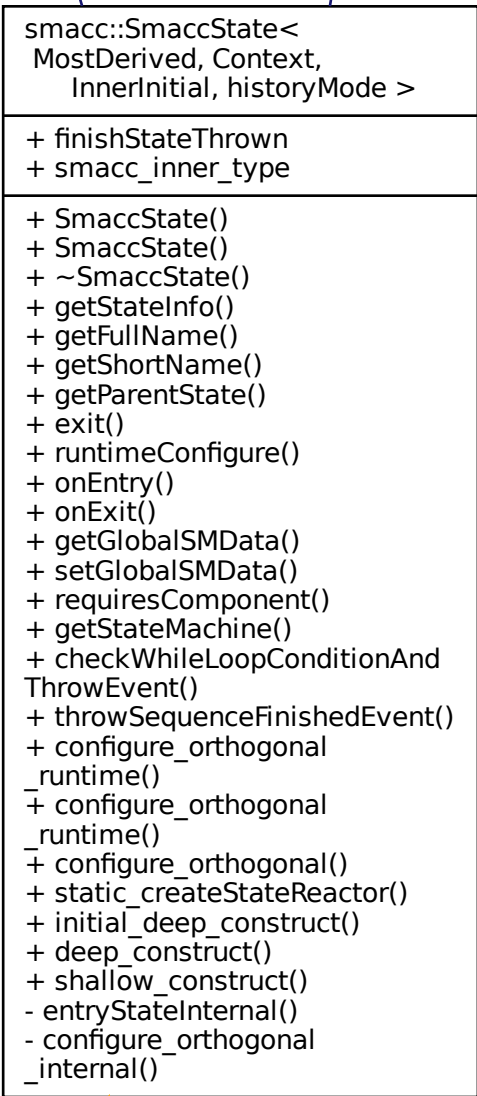 smacc::SmaccState<
MostDerived, Context,
InnerInitial, historyMode >
+ finishStateThrown
+ smacc_inner_type
+ SmaccState()
+ SmaccState()
+ ~SmaccState()
+ getStateInfo()
+ getFullName()
+ getShortName()
+ getParentState()
+ exit()
+ runtimeConfigure()
+ onEntry()
+ onExit()
+ getGlobalSMData()
+ setGlobalSMData()
+ requiresComponent()
+ getStateMachine()
+ checkWhileLoopConditionAnd
ThrowEvent()
+ throwSequenceFinishedEvent()
+ configure_orthogonal
_runtime()
+ configure_orthogonal
_runtime()
+ configure_orthogonal()
+ static_createStateReactor()
+ initial_deep_construct()
+ deep_construct()
+ shallow_construct()
- entryStateInternal()
- configure_orthogonal
_internal()